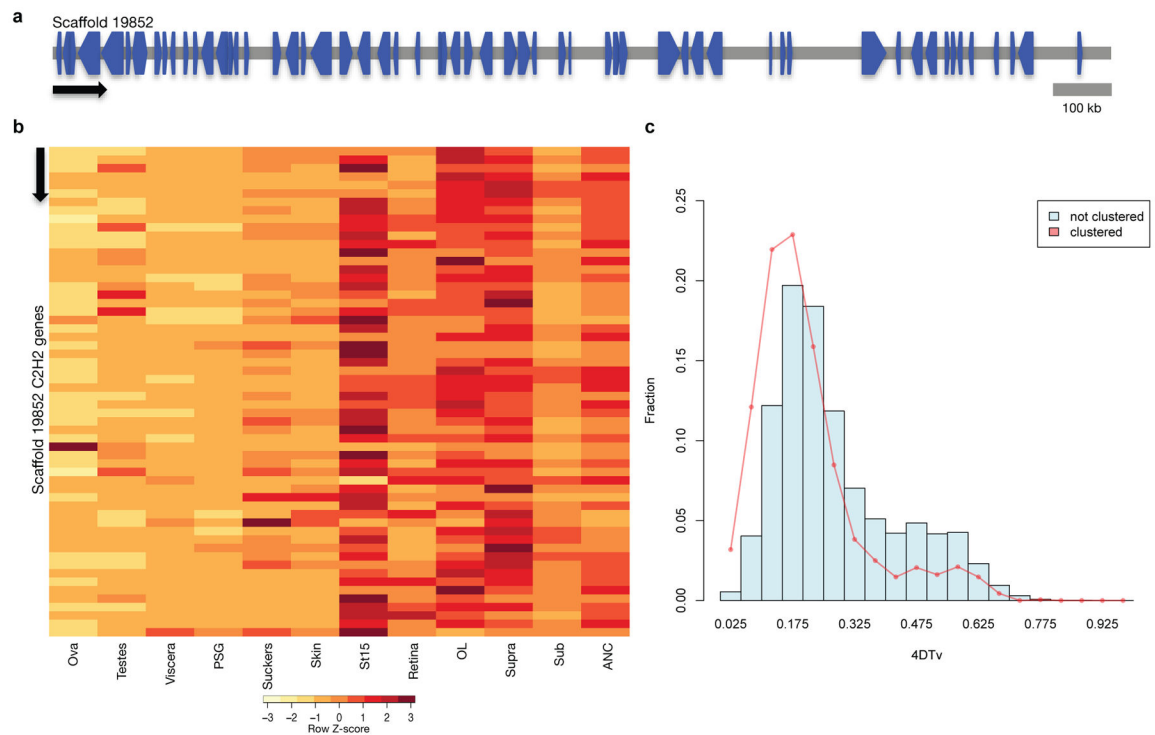 a
Scaffold 19852
100 kb
b
Scaffold 19852 C2H2 genes
Ova Testes Viscera PSG Suckers Skin St15 Retina OL Supra Sub ANC
−3 −2 −1 0 1 2 3
Row Z-score
c
not clustered
clustered
0.25
0.20
0.15
0.10
0.05
0.00
Fraction
0.025 0.175 0.325 0.475 0.625 0.775 0.925
4DTv